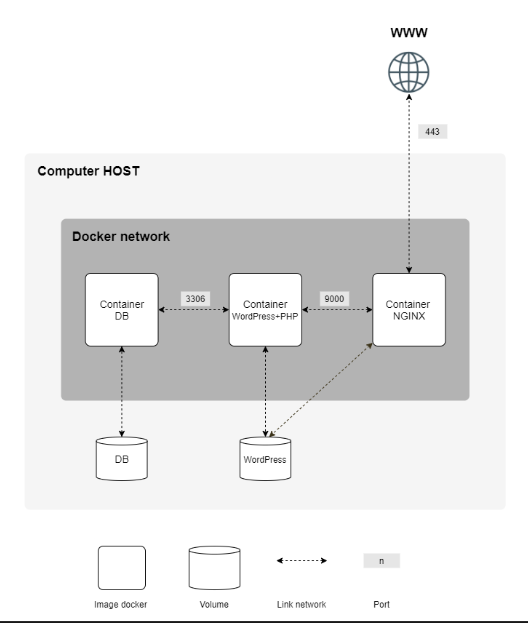 WWW
443
Computer HOST
Docker network
Container
DB
3306
Container
WordPress+PHP
9000
Container
NGINX
DB
WordPress
n
Image docker
Volume
Link network
Port